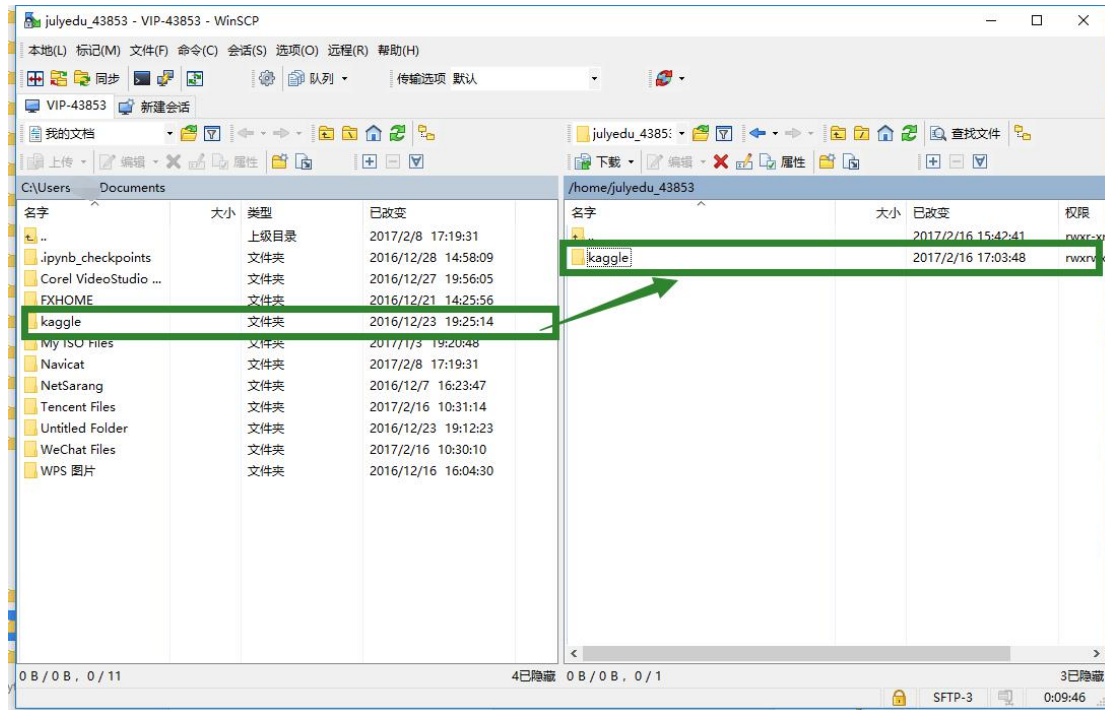 julyedu_43853 - VIP-43853 - WinSCP
本地(L) 标记(M) 文件(F) 命令(C) 会话(S) 选项(O) 远程(R) 帮助(H)
同步 队列 传输选项 默认
VIP-43853 新建会话
我的文档 julyedu_4385: 查找文件
上传 编辑 属性 下载 编辑 属性
C:\Users Documents /home/julyedu_43853
名字 大小 类型 已改变 名字 大小 已改变 权限
.. 上级目录 2017/2/8 17:19:31 .. 2017/2/16 15:42:41 rwxr-xr
.ipynb_checkpoints 文件夹 2016/12/28 14:58:09 kaggle 2017/2/16 17:03:48
Corel VideoStudio ... 文件夹 2016/12/27 19:56:05
FXHOME 文件夹 2016/12/21 14:25:56
kaggle 文件夹 2016/12/23 19:25:14
My ISO Files 文件夹 2017/1/3 19:20:48
Navicat 文件夹 2017/2/8 17:19:31
NetSarang 文件夹 2016/12/7 16:23:47
Tencent Files 文件夹 2017/2/16 10:31:14
Untitled Folder 文件夹 2016/12/23 19:12:23
WeChat Files 文件夹 2017/2/16 10:30:10
WPS 图片 文件夹 2016/12/16 16:04:30
0 B / 0 B, 0 / 11 4已隐藏 0 B / 0 B, 0 / 1 3已隐藏
SFTP-3 0:09:46